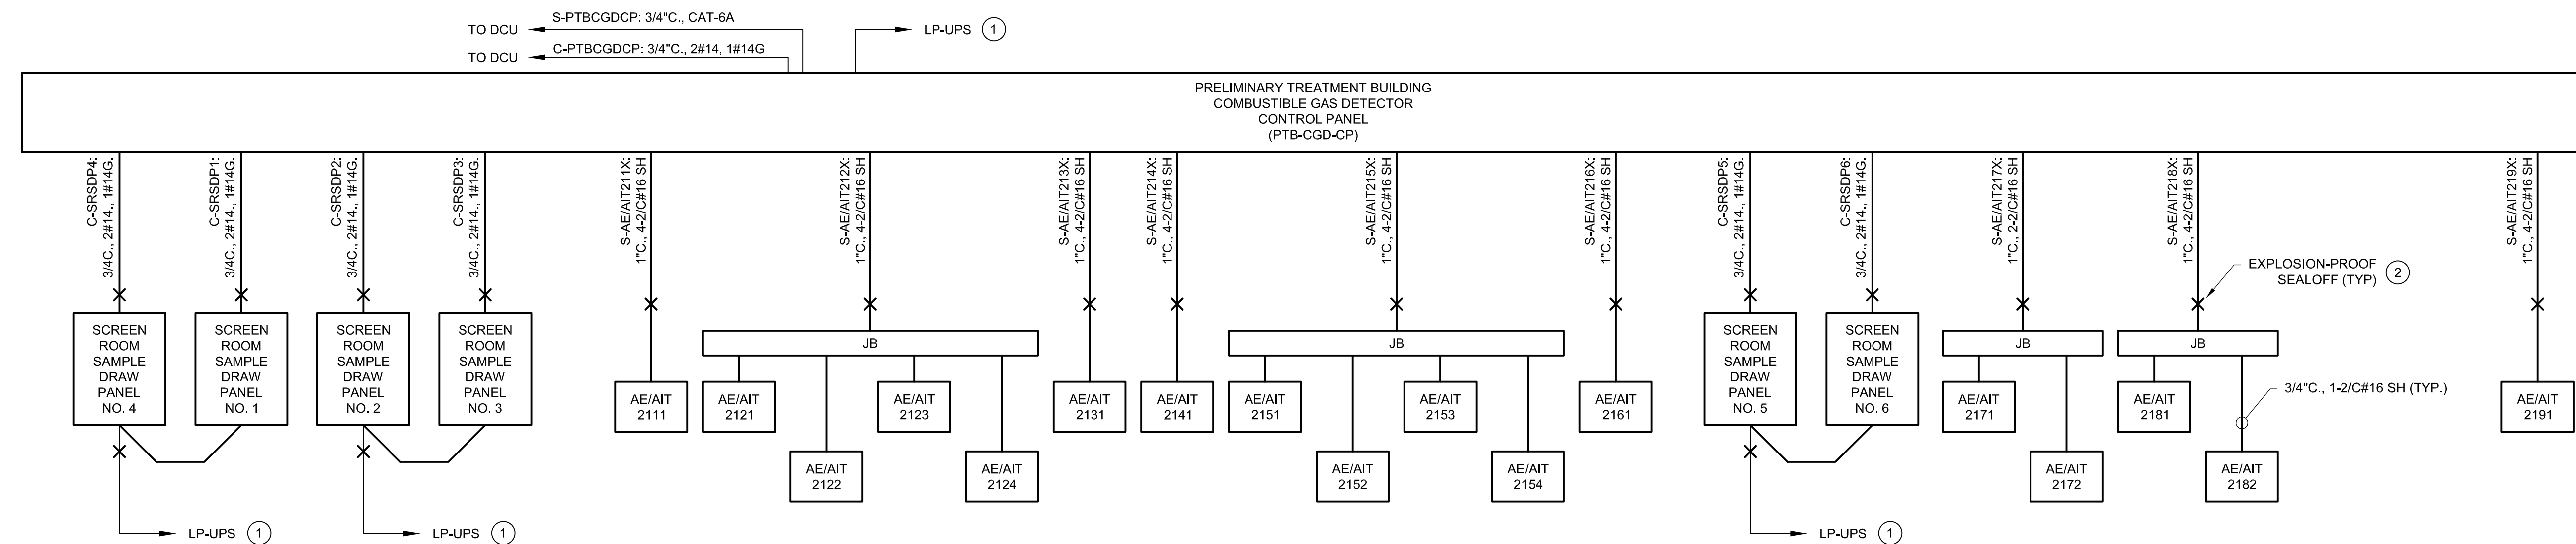 S-PTBCGDCP: 3/4"C., CAT-6A
TO DCU
LP-UPS 1
C-PTBCGDCP: 3/4"C., 2#14, 1#14G
TO DCU
PRELIMINARY TREATMENT BUILDING
COMBUSTIBLE GAS DETECTOR
CONTROL PANEL
(PTB-CGD-CP)
C-SRSDP4:
3/4C., 2#14., 1#14G.
C-SRSDP1:
3/4C., 2#14., 1#14G.
C-SRSDP2:
3/4C., 2#14., 1#14G.
C-SRSDP3:
3/4C., 2#14., 1#14G.
S-AE/AIT211X:
1"C., 4-2/C#16 SH
S-AE/AIT212X:
1"C., 4-2/C#16 SH
S-AE/AIT213X:
1"C., 4-2/C#16 SH
S-AE/AIT214X:
1"C., 4-2/C#16 SH
S-AE/AIT215X:
1"C., 4-2/C#16 SH
S-AE/AIT216X:
1"C., 4-2/C#16 SH
C-SRSDP5:
3/4C., 2#14., 1#14G.
C-SRSDP6:
3/4C., 2#14., 1#14G.
S-AE/AIT217X:
1"C., 2-2/C#16 SH
S-AE/AIT218X:
1"C., 4-2/C#16 SH
S-AE/AIT219X:
1"C., 4-2/C#16 SH
EXPLOSION-PROOF
SEALOFF (TYP) 2
SCREEN
ROOM
SAMPLE
DRAW
PANEL
NO. 4
SCREEN
ROOM
SAMPLE
DRAW
PANEL
NO. 1
SCREEN
ROOM
SAMPLE
DRAW
PANEL
NO. 2
SCREEN
ROOM
SAMPLE
DRAW
PANEL
NO. 3
AE/AIT
2111
JB
AE/AIT
2121
AE/AIT
2122
AE/AIT
2123
AE/AIT
2124
AE/AIT
2131
AE/AIT
2141
JB
AE/AIT
2151
AE/AIT
2152
AE/AIT
2153
AE/AIT
2154
AE/AIT
2161
SCREEN
ROOM
SAMPLE
DRAW
PANEL
NO. 5
SCREEN
ROOM
SAMPLE
DRAW
PANEL
NO. 6
JB
AE/AIT
2171
AE/AIT
2172
JB
AE/AIT
2181
AE/AIT
2182
3/4"C., 1-2/C#16 SH (TYP.)
AE/AIT
2191
LP-UPS 1
LP-UPS 1
LP-UPS 1